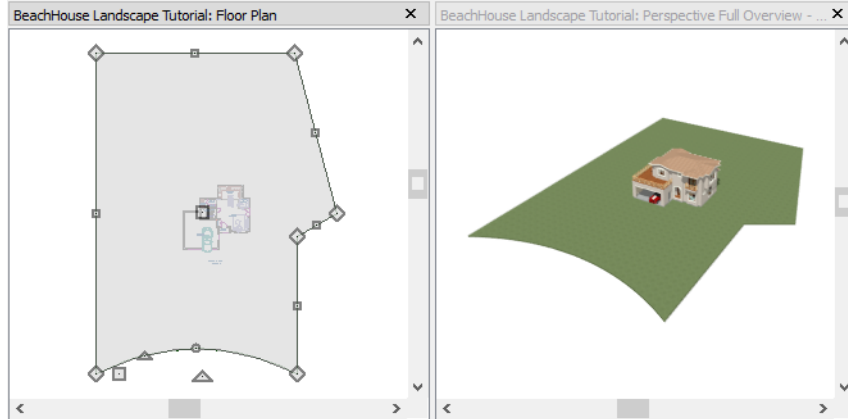 BeachHouse Landscape Tutorial: Floor Plan
BeachHouse Landscape Tutorial: Perspective Full Overview - ...